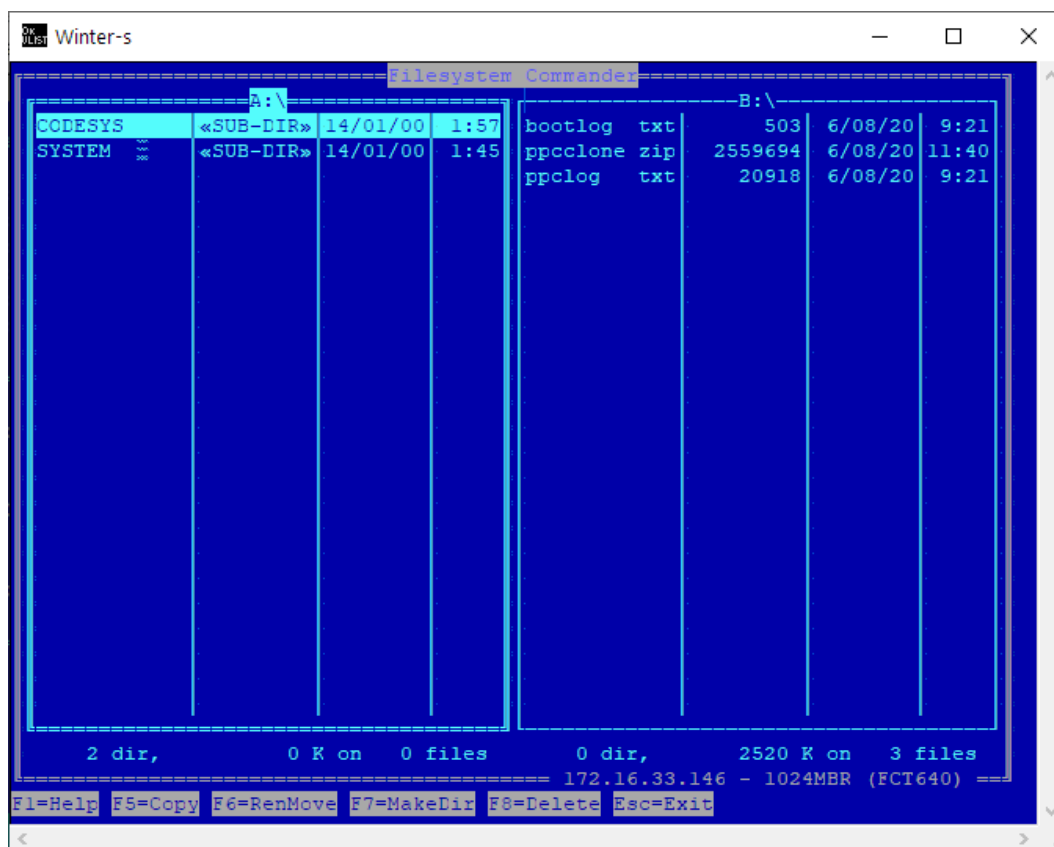 OK VLIST Winter-s
Filesystem Commander
A:\ B:\
CODESYS «SUB-DIR» 14/01/00 1:57 bootlog txt 503 6/08/20 9:21
SYSTEM «SUB-DIR» 14/01/00 1:45 ppcclone zip 2559694 6/08/20 11:40
ppclog txt 20918 6/08/20 9:21
2 dir, 0 K on 0 files 0 dir, 2520 K on 3 files
172.16.33.146 - 1024MBR (FCT640)
F1=Help F5=Copy F6=RenMove F7=MakeDir F8=Delete Esc=Exit